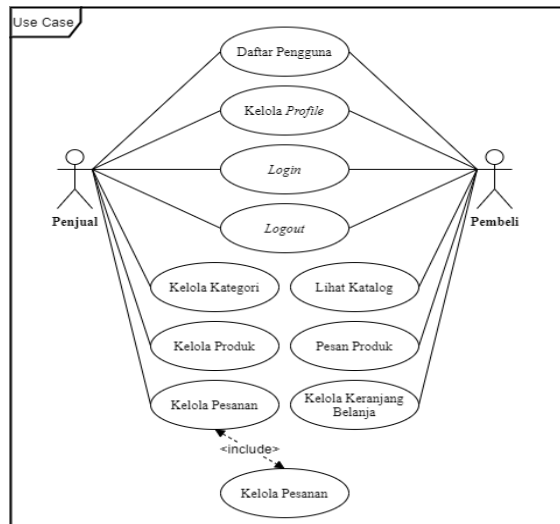 Use Case
Daftar Pengguna
Kelola Profile
Login
Logout
Penjual
Pembeli
Kelola Kategori
Lihat Katalog
Kelola Produk
Pesan Produk
Kelola Pesanan
Kelola Keranjang
Belanja
<include>
Kelola Pesanan